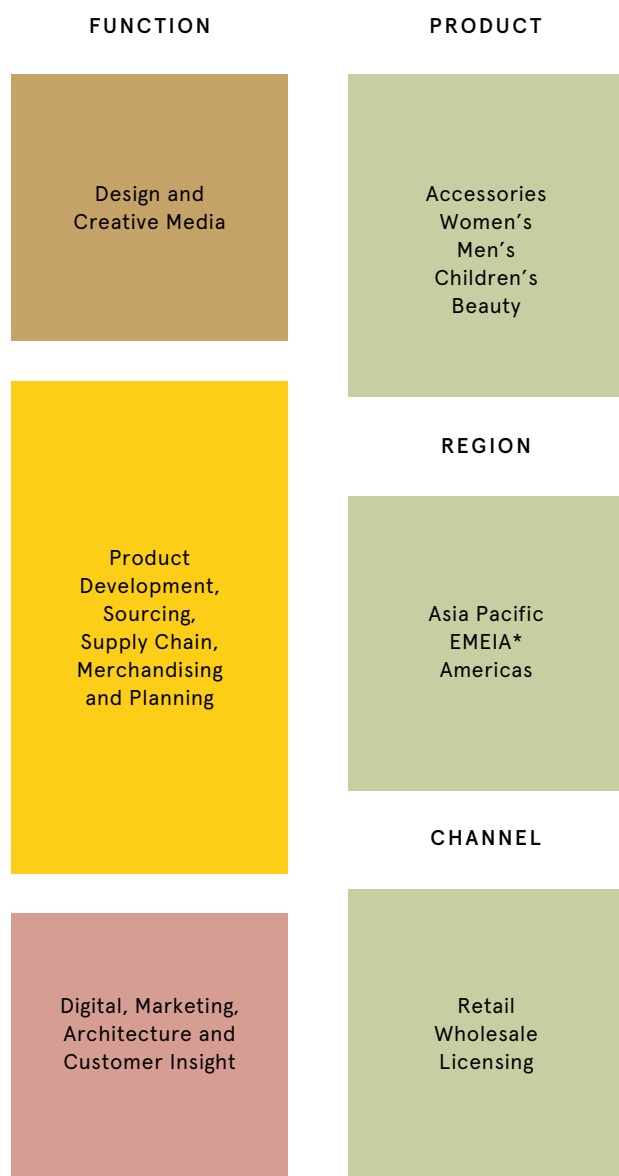 FUNCTION
Design and
Creative Media
Product
Development,
Sourcing,
Supply Chain,
Merchandising
and Planning
Digital, Marketing,
Architecture and
Customer Insight
PRODUCT
Accessories
Women’s
Men’s
Children’s
Beauty
REGION
Asia Pacific
EMEIA*
Americas
CHANNEL
Retail
Wholesale
Licensing